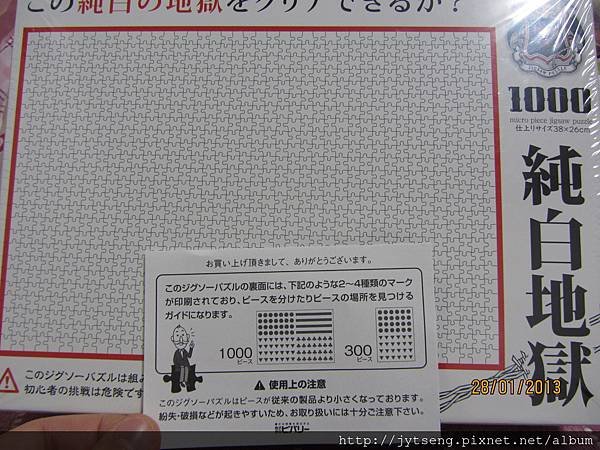 この純白の地獄をクリアできるか？
1000
micro piece jigsaw puzzle
仕上りサイズ38×26cm
純白地獄
お買い上げ頂きまして、ありがとうございます。
このジグソーパズルの裏面には、下記のような2〜4種類のマーク
が印刷されており、ピースを分けたりピースの場所を見つける
ガイドになります。
1000
ピース
300
ピース
使用上の注意
このジグソーパズルはピースが従来の製品より小さくなっております。
紛失・破損などが起きやすいため、お取り扱いには十分ご注意下さい。
ビバリー
このジグソーパズルは組み
初心者の挑戦は危険です
28/01/2013
http://jytseng.pixnet.net/album